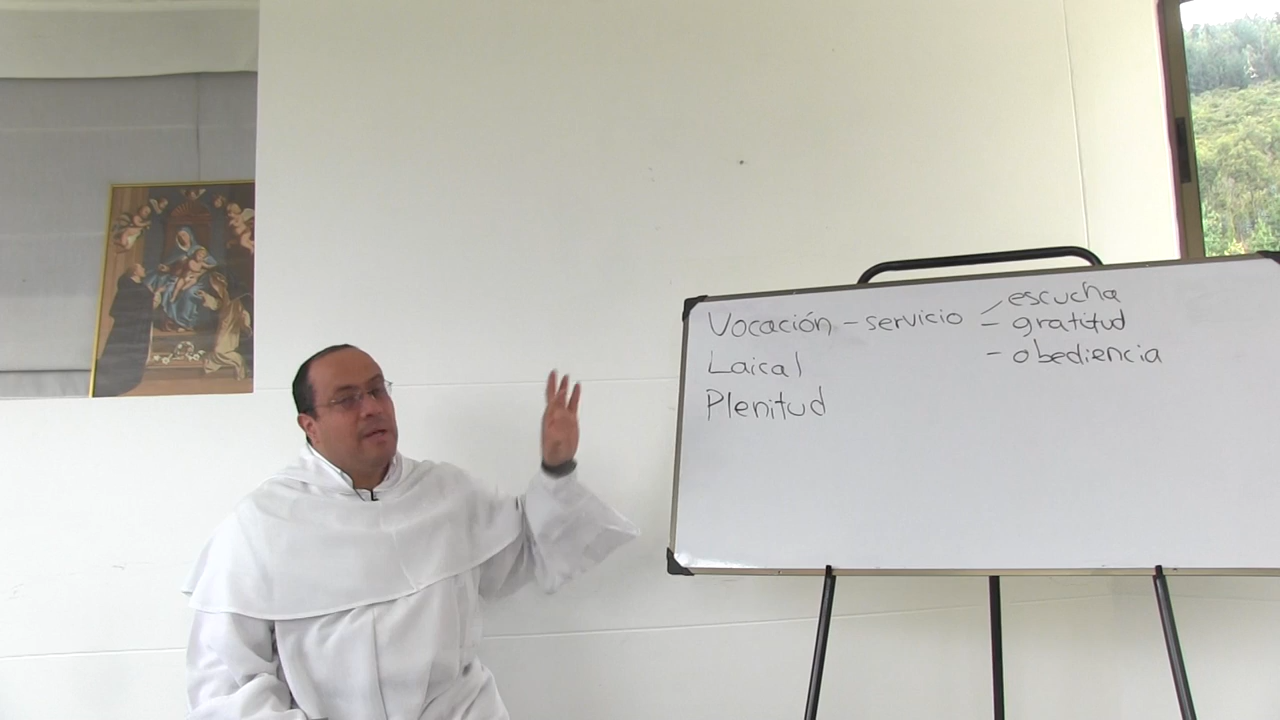 Vocación - servicio - escucha
- gratitud
- obediencia
Laical
Plenitud